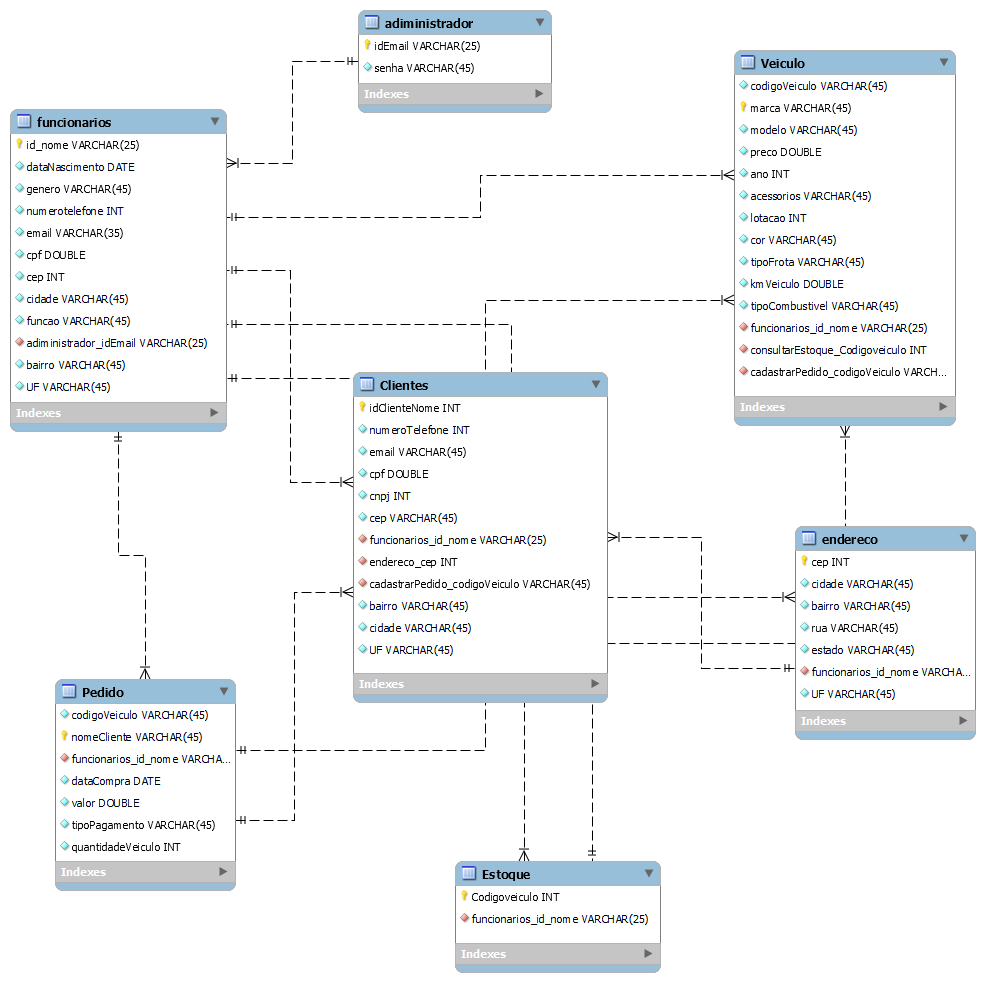 adiministrador
idEmail VARCHAR(25)
senha VARCHAR(45)
Indexes
funcionarios
id_nome VARCHAR(25)
dataNascimento DATE
genero VARCHAR(45)
numerotelefone INT
email VARCHAR(35)
cpf DOUBLE
cep INT
cidade VARCHAR(45)
funcao VARCHAR(45)
adiministrador_idEmail VARCHAR(25)
bairro VARCHAR(45)
UF VARCHAR(45)
Indexes
Veiculo
codigoVeiculo VARCHAR(45)
marca VARCHAR(45)
modelo VARCHAR(45)
preco DOUBLE
ano INT
acessorios VARCHAR(45)
lotacao INT
cor VARCHAR(45)
tipoFrota VARCHAR(45)
kmVeiculo DOUBLE
tipoCombustivel VARCHAR(45)
funcionarios_id_nome VARCHAR(25)
consultarEstoque_Codigoveiculo INT
cadastrarPedido_codigoVeiculo VARCH...
Indexes
Clientes
idClienteNome INT
numeroTelefone INT
email VARCHAR(45)
cpf DOUBLE
cnpj INT
cep VARCHAR(45)
funcionarios_id_nome VARCHAR(25)
endereco_cep INT
cadastrarPedido_codigoVeiculo VARCHAR(45)
bairro VARCHAR(45)
cidade VARCHAR(45)
UF VARCHAR(45)
Indexes
endereco
cep INT
cidade VARCHAR(45)
bairro VARCHAR(45)
rua VARCHAR(45)
estado VARCHAR(45)
funcionarios_id_nome VARCHA...
UF VARCHAR(45)
Indexes
Pedido
codigoVeiculo VARCHAR(45)
nomeCliente VARCHAR(45)
funcionarios_id_nome VARCHA...
dataCompra DATE
valor DOUBLE
tipoPagamento VARCHAR(45)
quantidadeVeiculo INT
Indexes
Estoque
Codigoveiculo INT
funcionarios_id_nome VARCHAR(25)
Indexes